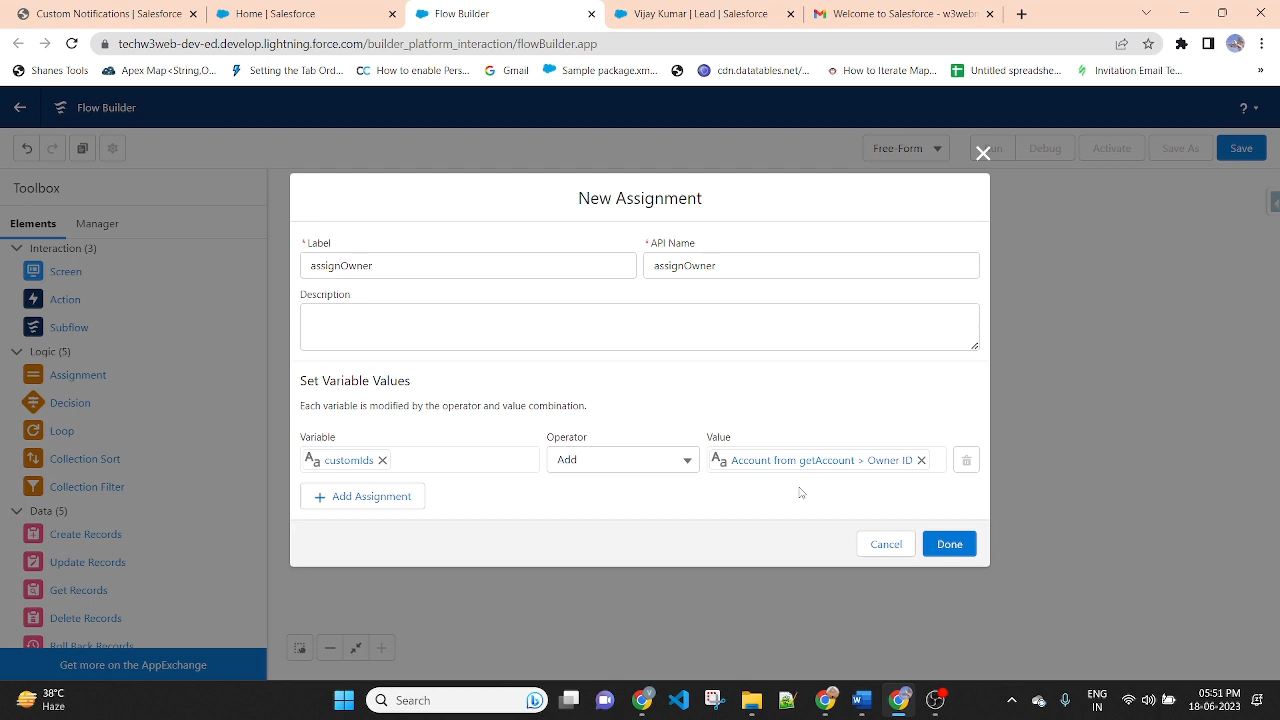 Custom Notifications | Salesforce
Home | Salesforce
Flow Builder
Vijay Kumar | Lead | Salesforce
Welcome to Salesforce - w3webt
techw3web-dev-ed.develop.lightning.force.com/builder_platform_interaction/flowBuilder.app
Shanes Tools
Apex Map<String,O...
Setting the Tab Ord...
CC How to enable Pers...
Gmail
Sample package.xm...
cdn.datatables.net/...
How to Iterate Map...
Untitled spreadshe...
Invitation Email Te...
»
Flow Builder
?
Free-Form
Debug
Activate
Save As
Save
Toolbox
New Assignment
Elements
Manager
Interaction (3)
Screen
Action
Subflow
Logic (5)
Assignment
Decision
Loop
Collection Sort
Collection Filter
Data (5)
Create Records
Update Records
Get Records
Delete Records
Roll Back Records
Get more on the AppExchange
* Label
* API Name
assignOwner
assignOwner
Description
Set Variable Values
Each variable is modified by the operator and value combination.
Variable
Operator
Value
Aa customIds
Add
Aa Account from getAccount > Owner ID
+ Add Assignment
Cancel
Done
38°C
Haze
Search
ENG
IN
05:51 PM
18-06-2023